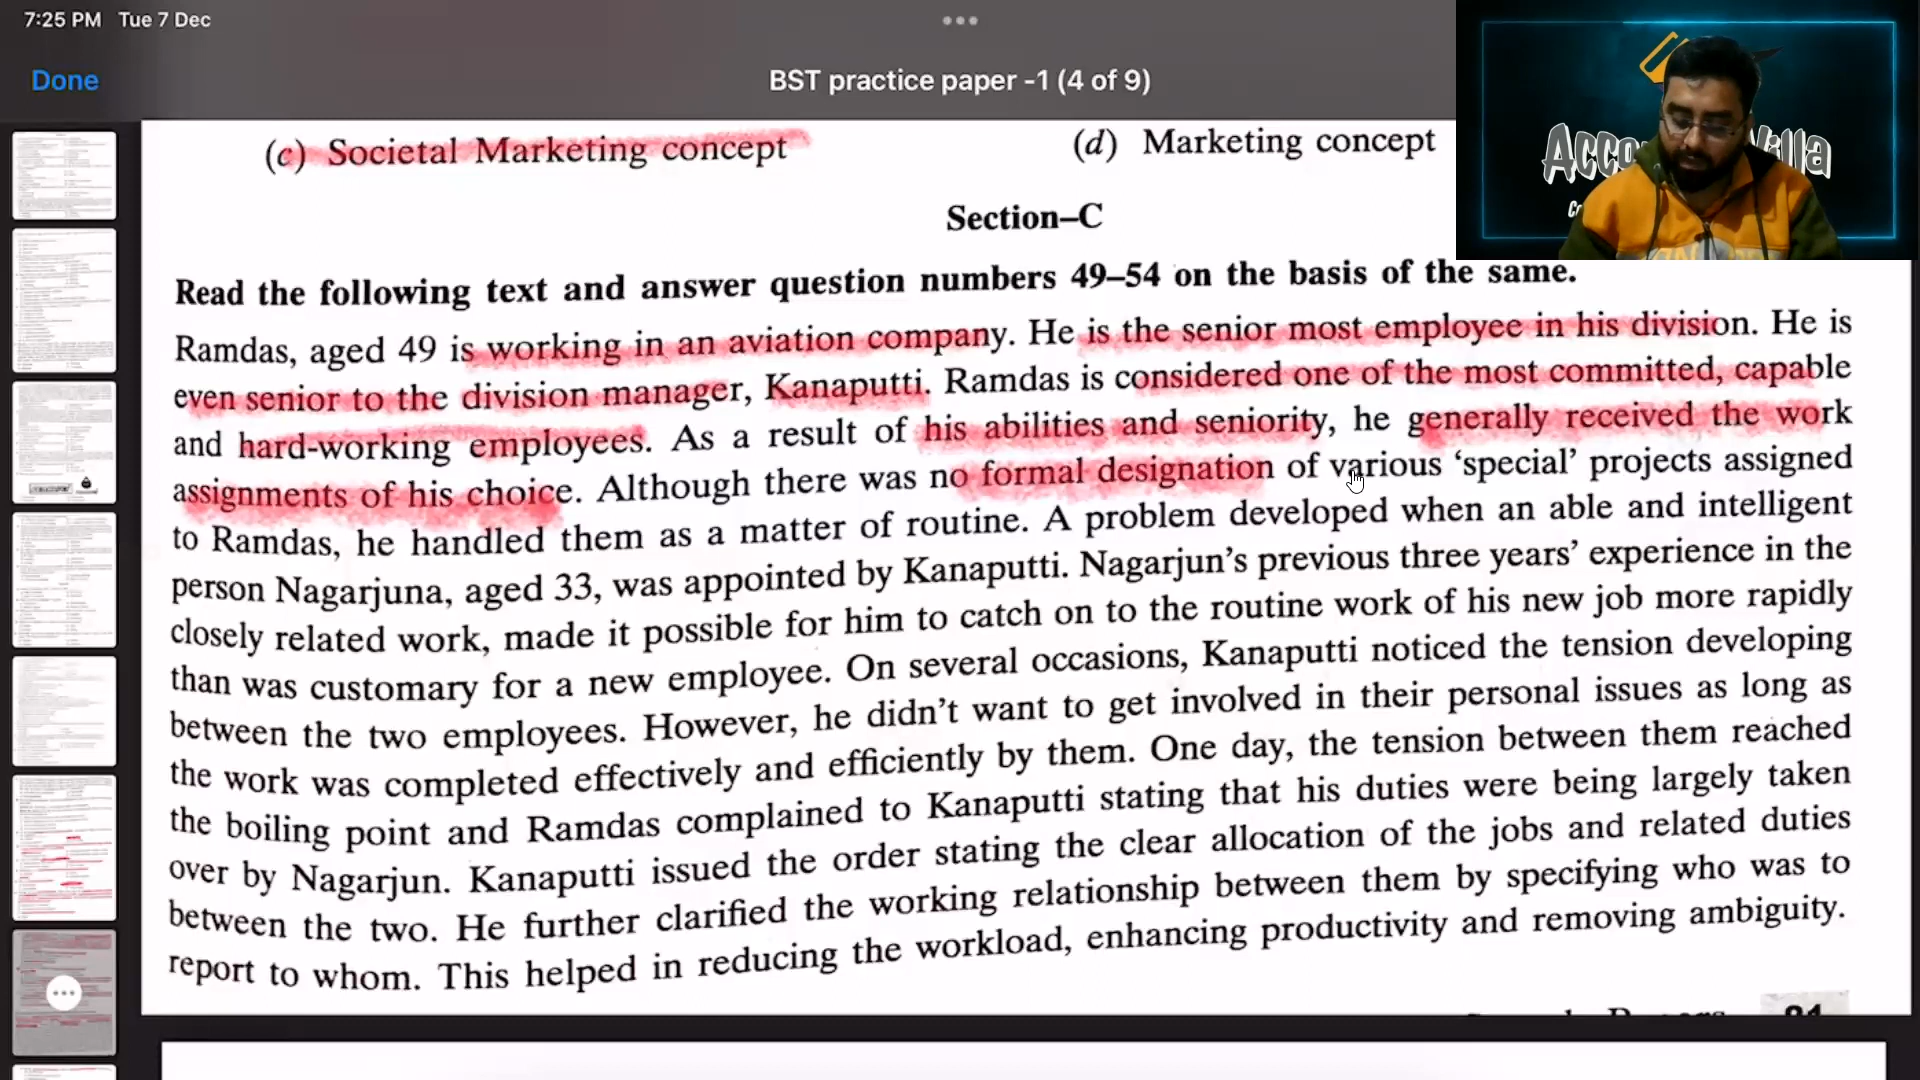 7:25 PM Tue 7 Dec
Done
BST practice paper -1 (4 of 9)
(c) Societal Marketing concept
(d) Marketing concept
Section–C
Read the following text and answer question numbers 49–54 on the basis of the same.
Ramdas, aged 49 is working in an aviation company. He is the senior most employee in his division. He is
even senior to the division manager, Kanaputti. Ramdas is considered one of the most committed, capable
and hard-working employees. As a result of his abilities and seniority, he generally received the work
assignments of his choice. Although there was no formal designation of various ‘special’ projects assigned
to Ramdas, he handled them as a matter of routine. A problem developed when an able and intelligent
person Nagarjuna, aged 33, was appointed by Kanaputti. Nagarjun’s previous three years’ experience in the
closely related work, made it possible for him to catch on to the routine work of his new job more rapidly
than was customary for a new employee. On several occasions, Kanaputti noticed the tension developing
between the two employees. However, he didn’t want to get involved in their personal issues as long as
the work was completed effectively and efficiently by them. One day, the tension between them reached
the boiling point and Ramdas complained to Kanaputti stating that his duties were being largely taken
over by Nagarjun. Kanaputti issued the order stating the clear allocation of the jobs and related duties
between the two. He further clarified the working relationship between them by specifying who was to
report to whom. This helped in reducing the workload, enhancing productivity and removing ambiguity.